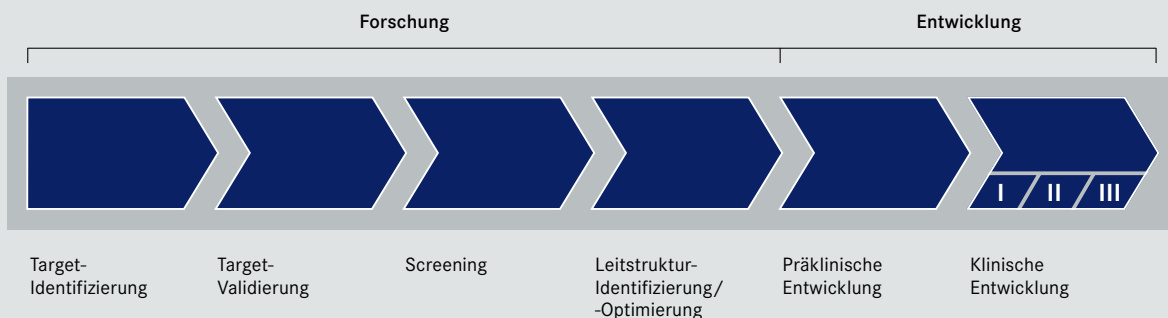 Forschung
Entwicklung
I
II
III
Target-
Identifizierung
Target-
Validierung
Screening
Leitstruktur-
Identifizierung/
-Optimierung
Präklinische
Entwicklung
Klinische
Entwicklung